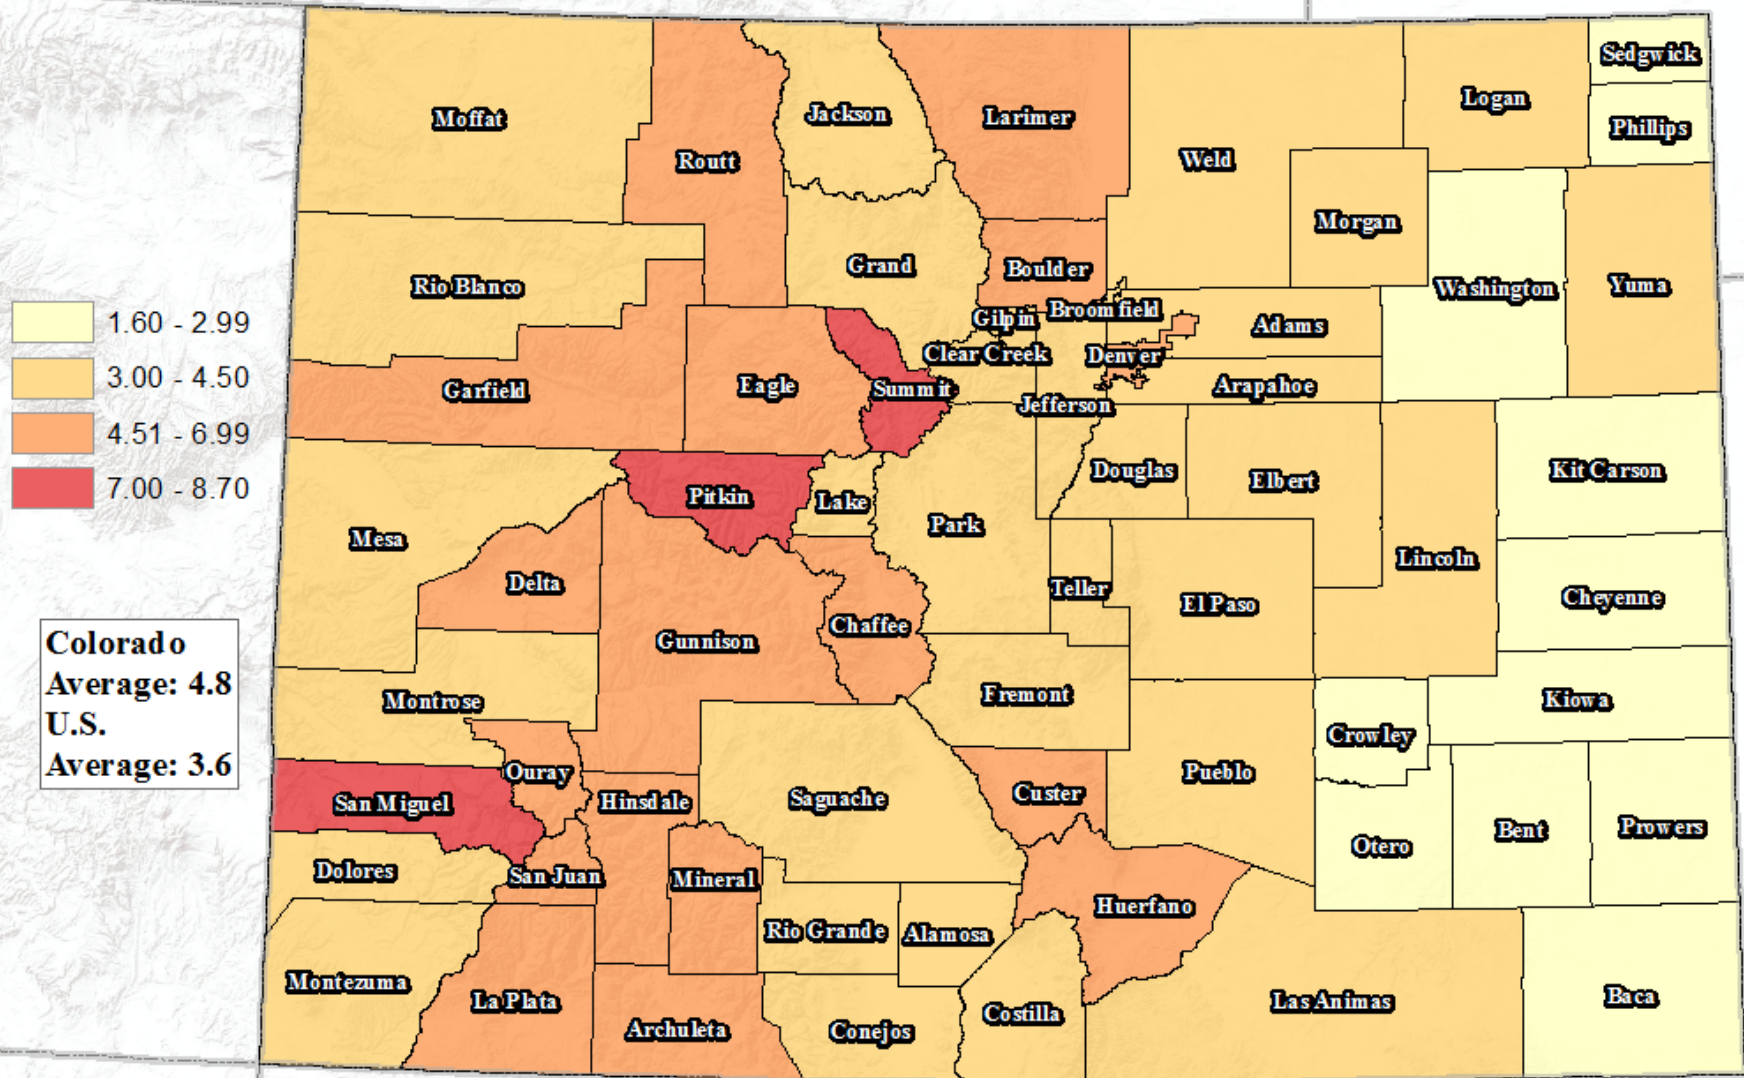 Sedgwick
Logan
Jackson
Moffat
Larimer
Phillips
Weld
Routt
Morgan
Grand
Boulder
Rio Blanco
Washington
Yuma
Broomfield
Gilpin
1.60 - 2.99
Adams
Clear Creek
Denver
3.00 - 4.50
Garfield
Eagle
Summit
Arapahoe
Jefferson
4.51 - 6.99
Douglas
Kit Carson
Elbert
7.00 - 8.70
Pitkin
Lake
Park
Mesa
Lincoln
Delta
Teller
Cheyenne
El Paso
Chaffee
Gunnison
Colorado
Average: 4.8
U.S.
Average: 3.6
Fremont
Montrose
Kiowa
Crowley
Ouray
Pueblo
Custer
San Miguel
Hinsdale
Saguache
Prowers
Bent
Otero
Dolores
San Juan
Mineral
Huerfano
Rio Grande
Alamosa
Montezuma
La Plata
Las Animas
Baca
Costilla
Archuleta
Conejos